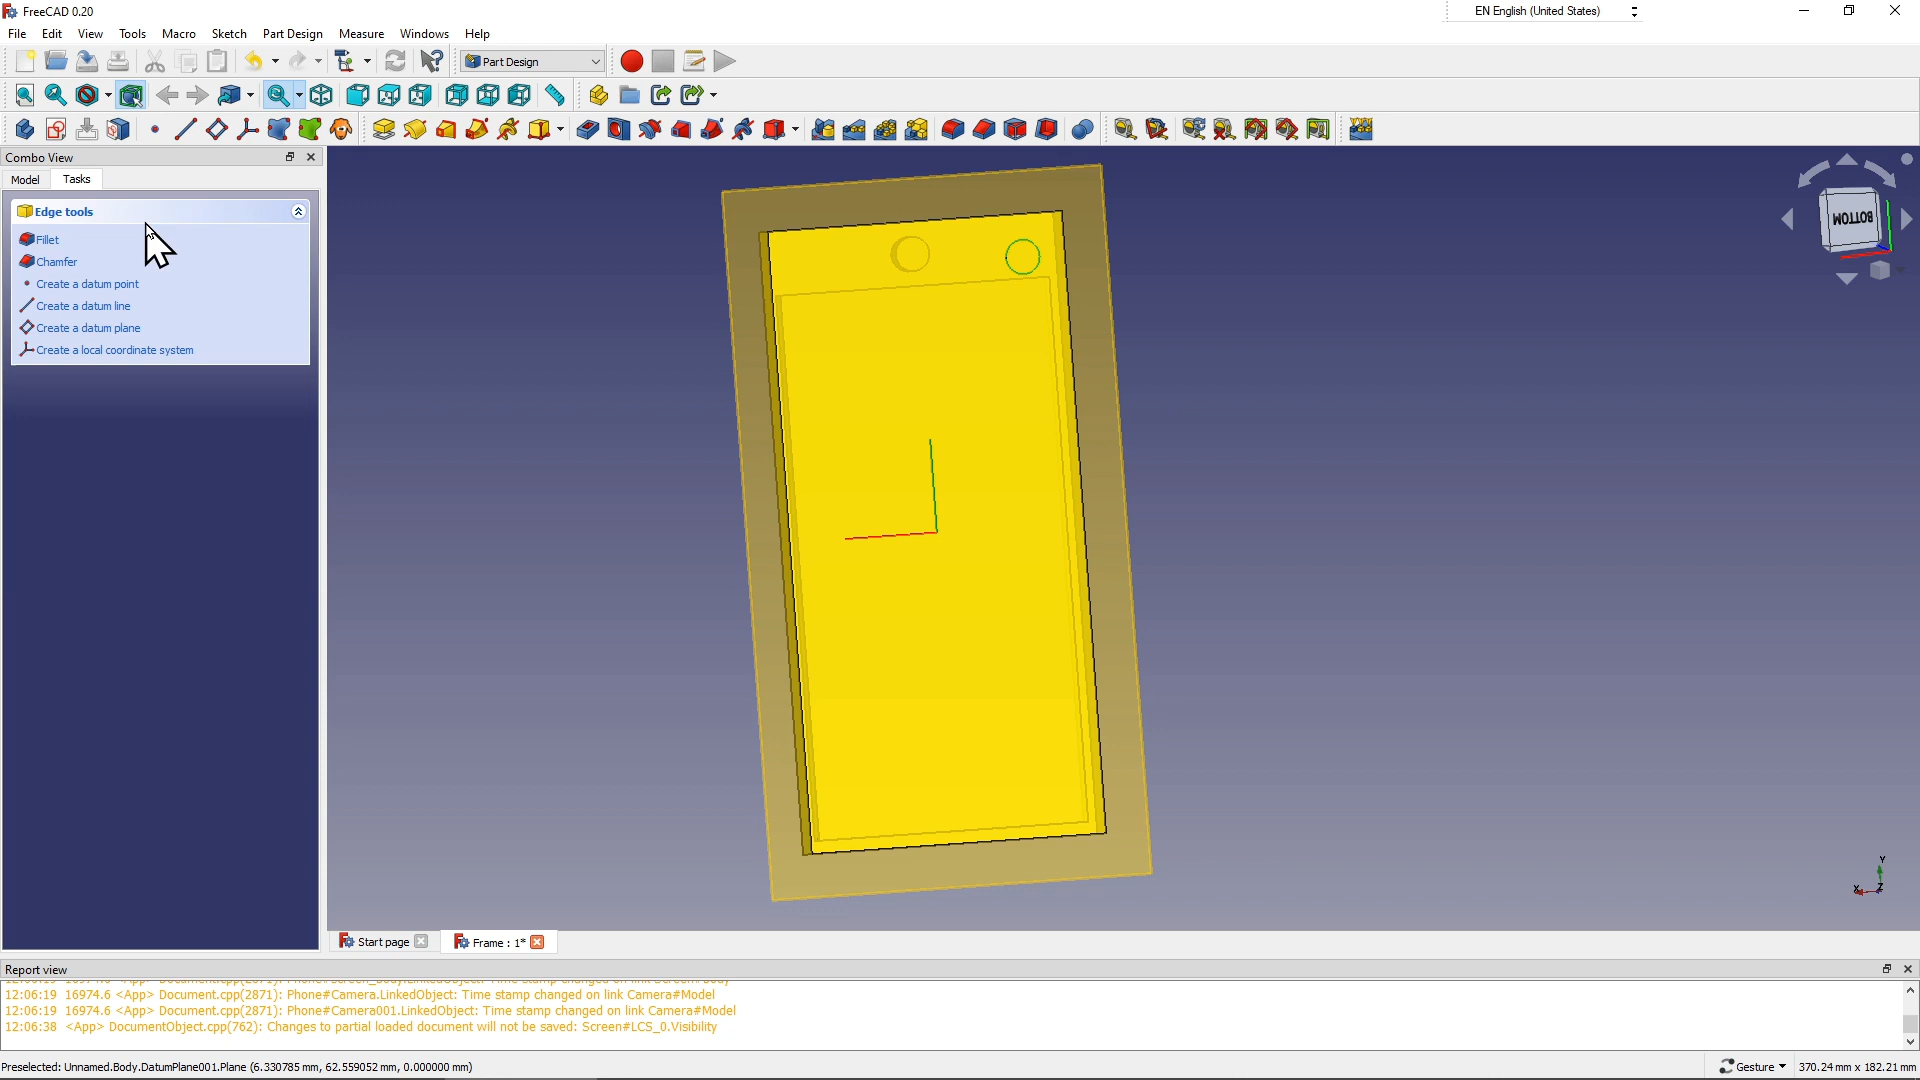 FreeCAD 0.20
EN English (United States)
File Edit View Tools Macro Sketch Part Design Measure Windows Help
Part Design
Combo View
Model Tasks
Edge tools
Fillet
Chamfer
Create a datum point
Create a datum line
Create a datum plane
Create a local coordinate system
BOTTOM
Y
X
Z
Start page
Frame : 1*
Report view
12:06:19 16974.6 <App> Document.cpp(2871): Phone#Camera.LinkedObject: Time stamp changed on link Camera#Model
12:06:19 16974.6 <App> Document.cpp(2871): Phone#Camera001.LinkedObject: Time stamp changed on link Camera#Model
12:06:38 <App> DocumentObject.cpp(762): Changes to partial loaded document will not be saved: Screen#LCS_0.Visibility
Preselected: Unnamed.Body.DatumPlane001.Plane (6.330785 mm, 62.559052 mm, 0.000000 mm)
Gesture
370.24 mm x 182.21 mm